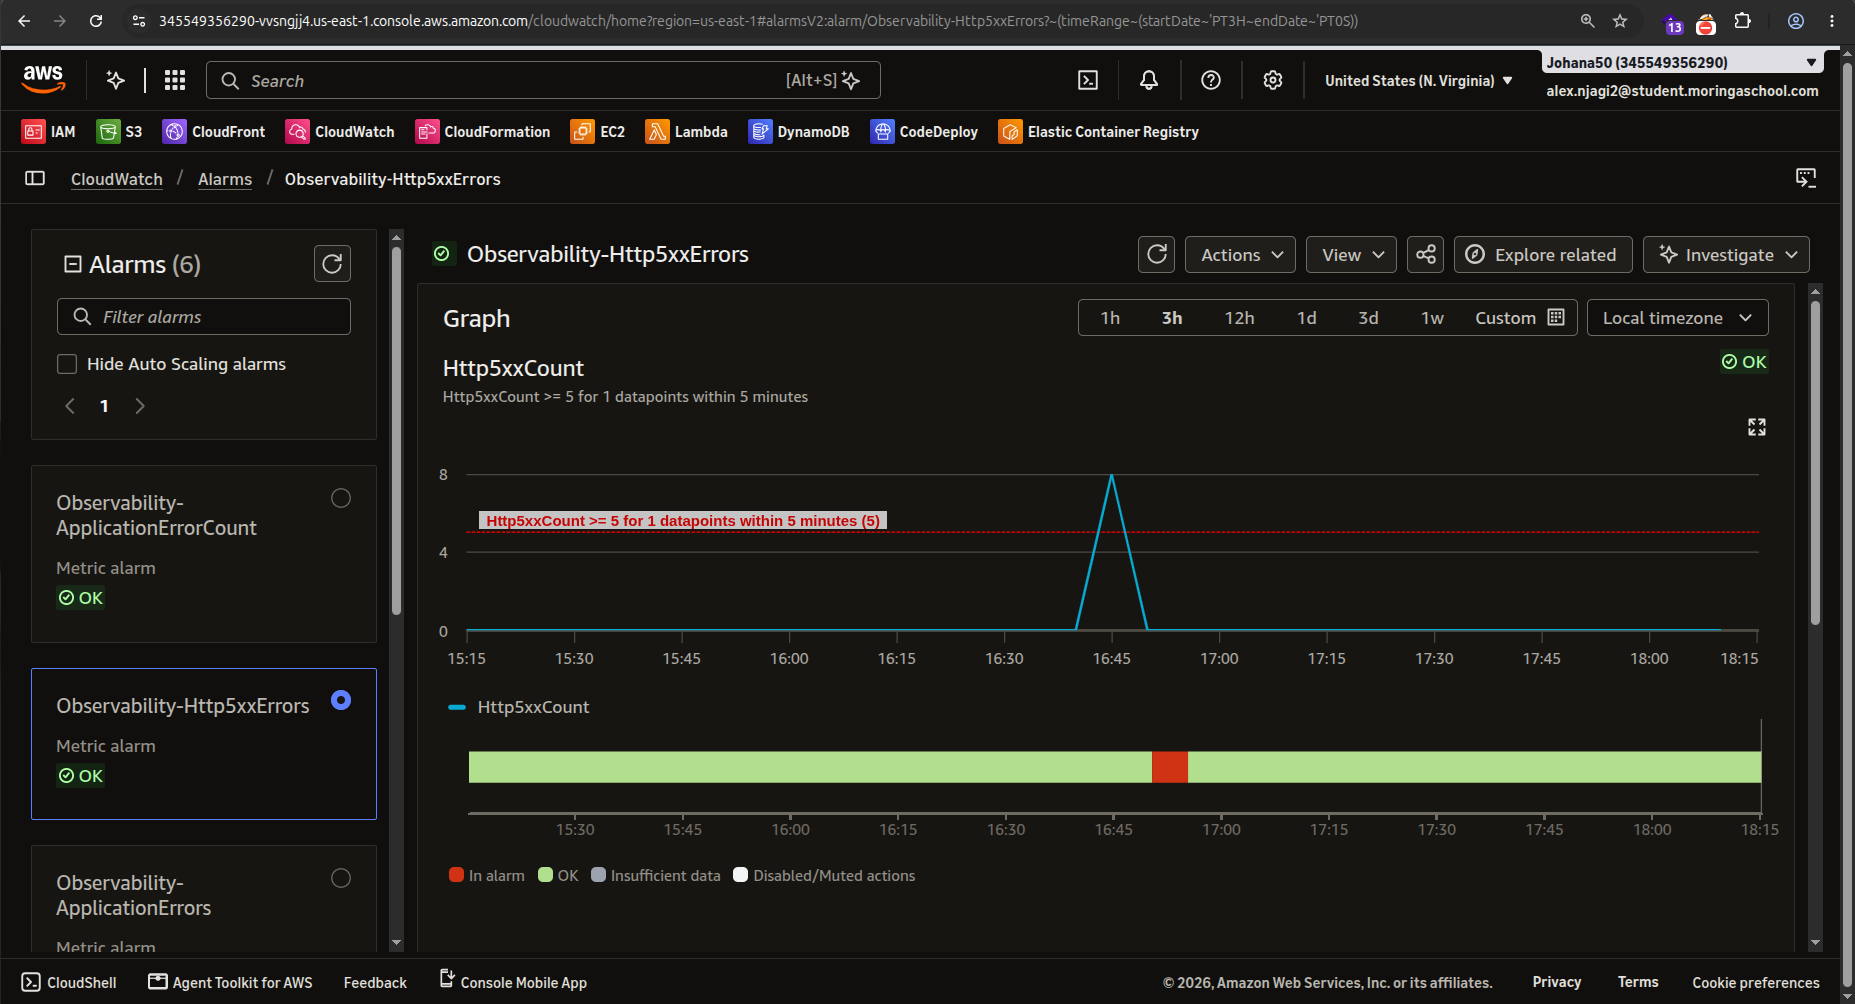 345549356290-vvsngjj4.us-east-1.console.aws.amazon.com/cloudwatch/home?region=us-east-1#alarmsV2:alarm/Observability-Http5xxErrors?~(timeRange~(startDate~'PT3H~endDate~'PT0S))
13
aws
Search
[Alt+S]
United States (N. Virginia)
Johana50 (345549356290)
alex.njagi2@student.moringaschool.com
IAM
S3
CloudFront
CloudWatch
CloudFormation
EC2
Lambda
DynamoDB
CodeDeploy
Elastic Container Registry
CloudWatch / Alarms / Observability-Http5xxErrors
Alarms (6)
Filter alarms
Hide Auto Scaling alarms
1
Observability-
ApplicationErrorCount
Metric alarm
OK
Observability-Http5xxErrors
Metric alarm
OK
Observability-
ApplicationErrors
Metric alarm
Observability-Http5xxErrors
Actions
View
Explore related
Investigate
Graph
1h 3h 12h 1d 3d 1w Custom
Local timezone
Http5xxCount
OK
Http5xxCount >= 5 for 1 datapoints within 5 minutes
8
Http5xxCount >= 5 for 1 datapoints within 5 minutes (5)
4
0
15:15 15:30 15:45 16:00 16:15 16:30 16:45 17:00 17:15 17:30 17:45 18:00 18:15
Http5xxCount
15:30 15:45 16:00 16:15 16:30 16:45 17:00 17:15 17:30 17:45 18:00 18:15
In alarm OK Insufficient data Disabled/Muted actions
CloudShell
Agent Toolkit for AWS
Feedback
Console Mobile App
© 2026, Amazon Web Services, Inc. or its affiliates.
Privacy
Terms
Cookie preferences